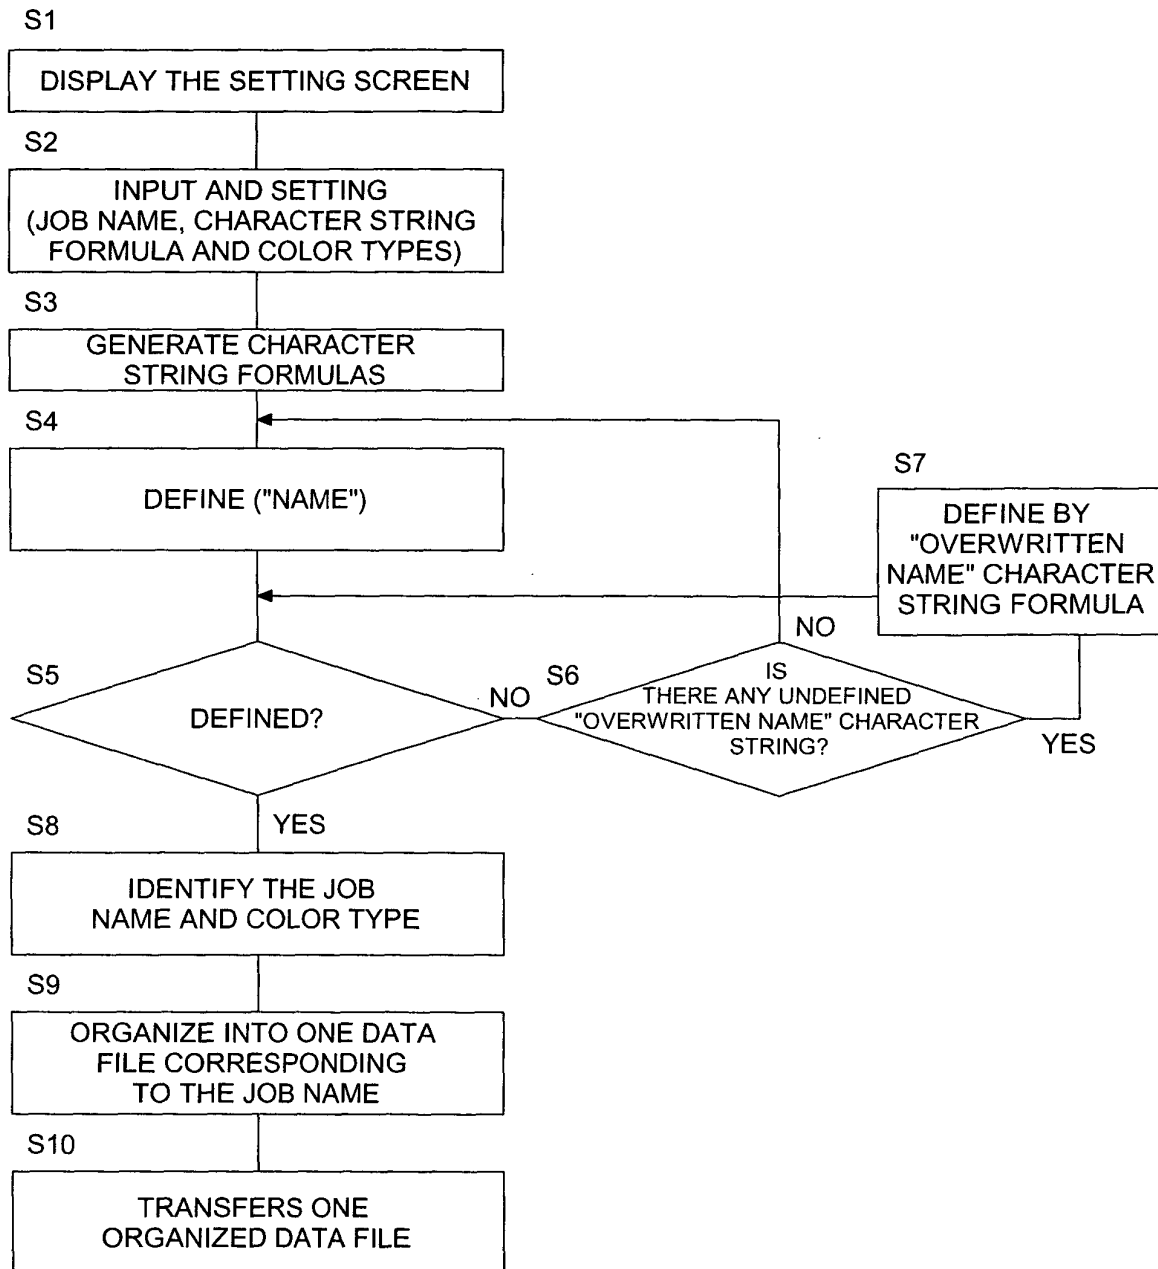 S1
DISPLAY THE SETTING SCREEN
S2
INPUT AND SETTING
(JOB NAME, CHARACTER STRING
FORMULA AND COLOR TYPES)
S3
GENERATE CHARACTER
STRING FORMULAS
S4
DEFINE ("NAME")
S7
DEFINE BY
"OVERWRITTEN
NAME" CHARACTER
STRING FORMULA
S5
DEFINED?
NO
S6
IS
THERE ANY UNDEFINED
"OVERWRITTEN NAME" CHARACTER
STRING?
NO
YES
YES
S8
IDENTIFY THE JOB
NAME AND COLOR TYPE
S9
ORGANIZE INTO ONE DATA
FILE CORRESPONDING
TO THE JOB NAME
S10
TRANSFERS ONE
ORGANIZED DATA FILE